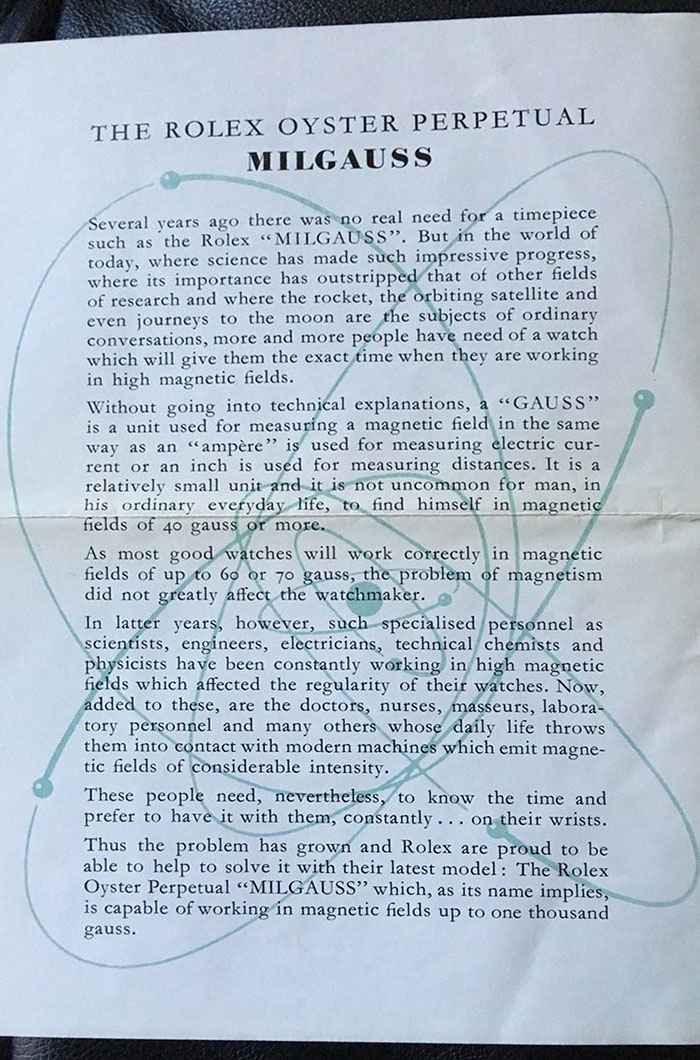 THE ROLEX OYSTER PERPETUAL
MILGAUSS
Several years ago there was no real need for a timepiece
such as the Rolex “MILGAUSS”. But in the world of
today, where science has made such impressive progress,
where its importance has outstripped that of other fields
of research and where the rocket, the orbiting satellite and
even journeys to the moon are the subjects of ordinary
conversations, more and more people have need of a watch
which will give them the exact time when they are working
in high magnetic fields.
Without going into technical explanations, a “GAUSS”
is a unit used for measuring a magnetic field in the same
way as an “ampère” is used for measuring electric cur-
rent or an inch is used for measuring distances. It is a
relatively small unit and it is not uncommon for man, in
his ordinary everyday life, to find himself in magnetic
fields of 40 gauss or more.
As most good watches will work correctly in magnetic
fields of up to 60 or 70 gauss, the problem of magnetism
did not greatly affect the watchmaker.
In latter years, however, such specialised personnel as
scientists, engineers, electricians, technical chemists and
physicists have been constantly working in high magnetic
fields which affected the regularity of their watches. Now,
added to these, are the doctors, nurses, masseurs, labora-
tory personnel and many others whose daily life throws
them into contact with modern machines which emit magne-
tic fields of considerable intensity.
These people need, nevertheless, to know the time and
prefer to have it with them, constantly . . . on their wrists.
Thus the problem has grown and Rolex are proud to be
able to help to solve it with their latest model: The Rolex
Oyster Perpetual “MILGAUSS” which, as its name implies,
is capable of working in magnetic fields up to one thousand
gauss.